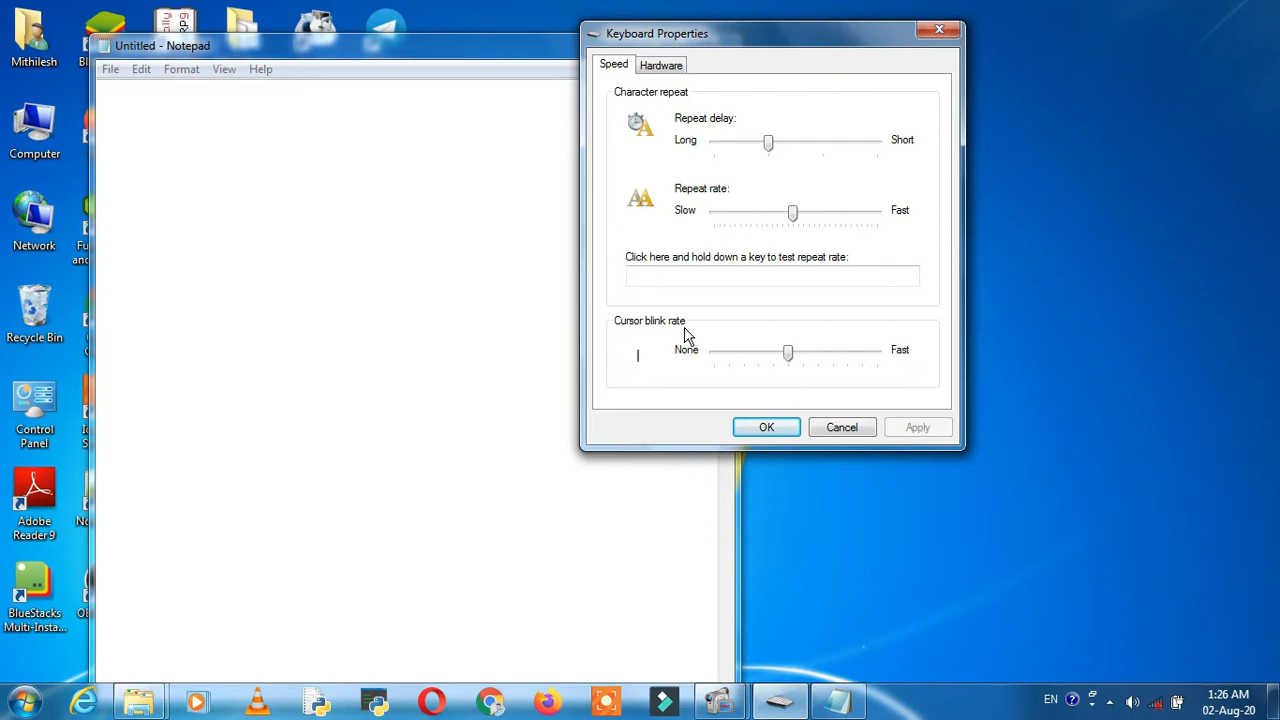 Mithilesh
Computer
Network
Recycle Bin
Control
Panel
Adobe
Reader 9
BlueStacks
Multi-Insta...
Untitled - Notepad
File Edit Format View Help
Keyboard Properties
Speed Hardware
Character repeat
Repeat delay:
Long Short
Repeat rate:
Slow Fast
Click here and hold down a key to test repeat rate:
Cursor blink rate
None Fast
OK Cancel Apply
EN
1:26 AM
02-Aug-20